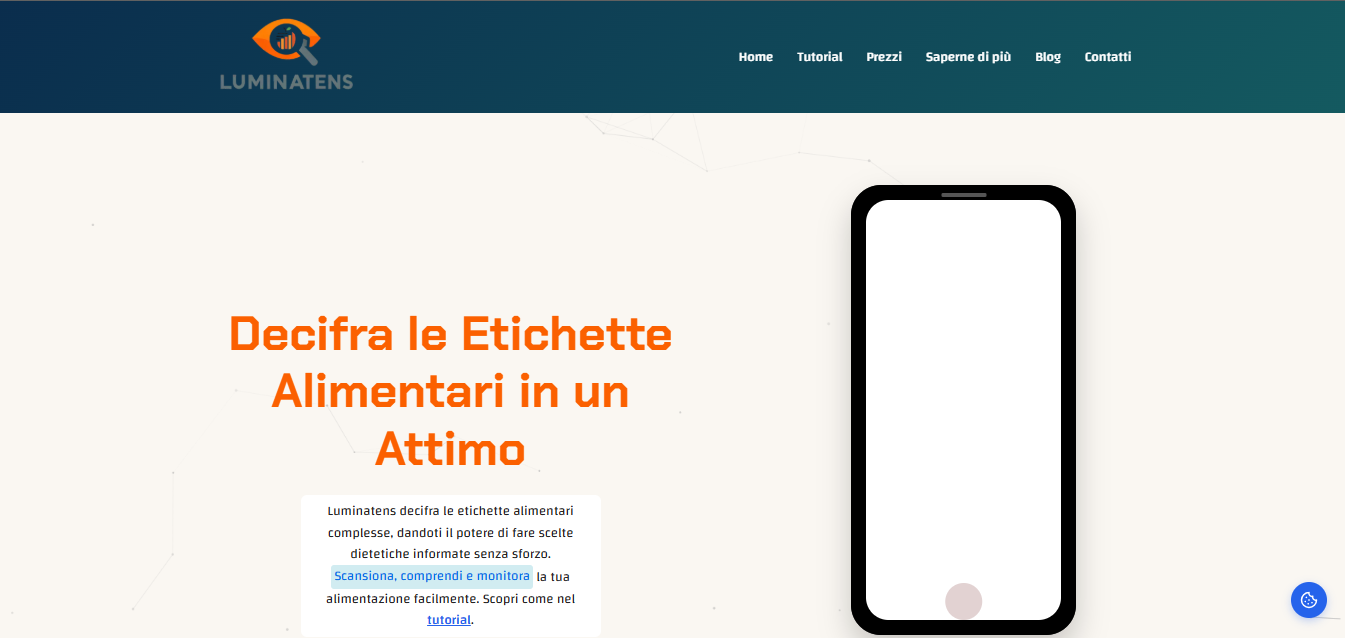 LUMINATENS
Home Tutorial Prezzi Saperne di più Blog Contatti
Decifra le Etichette
Alimentari in un
Attimo
Luminatens decifra le etichette alimentari
complesse, dandoti il potere di fare scelte
dietetiche informate senza sforzo.
Scansiona, comprendi e monitora la tua
alimentazione facilmente. Scopri come nel
tutorial.